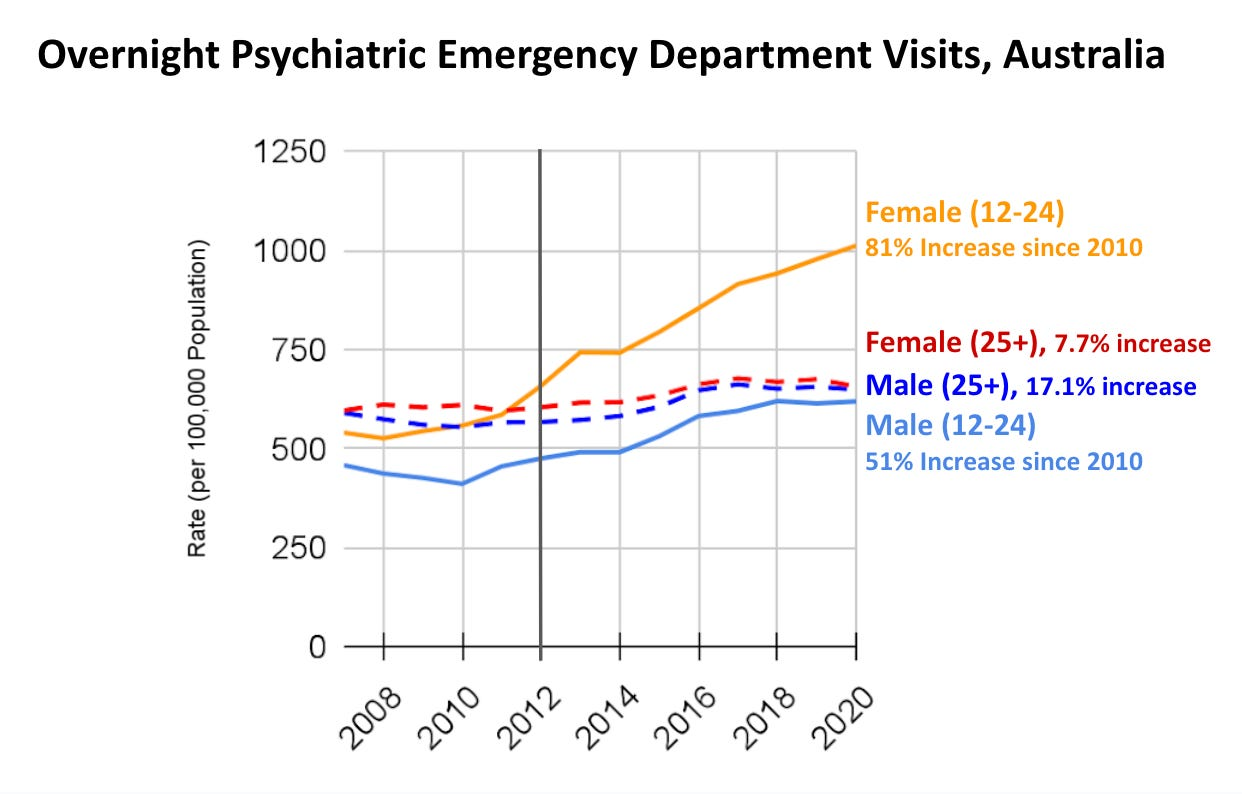 Overnight Psychiatric Emergency Department Visits, Australia
1250
1000
750
500
250
0
Rate (per 100,000 Population)
2008
2010
2012
2014
2016
2018
2020
Female (12-24)
81% Increase since 2010
Female (25+), 7.7% increase
Male (25+), 17.1% increase
Male (12-24)
51% Increase since 2010